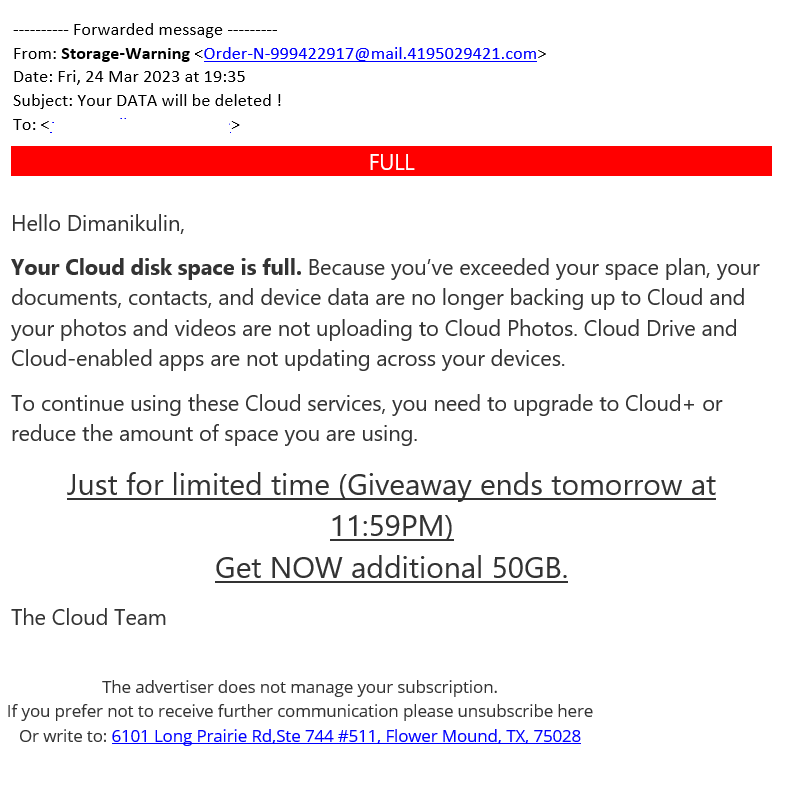 ---------- Forwarded message ---------
From: Storage-Warning <Order-N-999422917@mail.4195029421.com>
Date: Fri, 24 Mar 2023 at 19:35
Subject: Your DATA will be deleted !
To: < >
FULL
Hello Dimanikulin,
Your Cloud disk space is full. Because you’ve exceeded your space plan, your
documents, contacts, and device data are no longer backing up to Cloud and
your photos and videos are not uploading to Cloud Photos. Cloud Drive and
Cloud-enabled apps are not updating across your devices.
To continue using these Cloud services, you need to upgrade to Cloud+ or
reduce the amount of space you are using.
Just for limited time (Giveaway ends tomorrow at
11:59PM)
Get NOW additional 50GB.
The Cloud Team
The advertiser does not manage your subscription.
If you prefer not to receive further communication please unsubscribe here
Or write to: 6101 Long Prairie Rd,Ste 744 #511, Flower Mound, TX, 75028